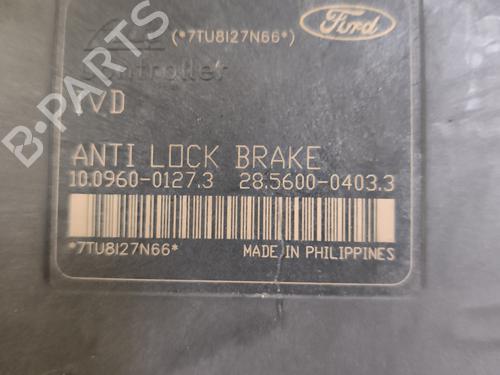 (*7TU8I27N66*)
Ford
Controller
VD
ANTI LOCK BRAKE
10.0960-0127.3 28.5600-0403.3
*7TU8I27N66*
MADE IN PHILIPPINES
B-PARTS